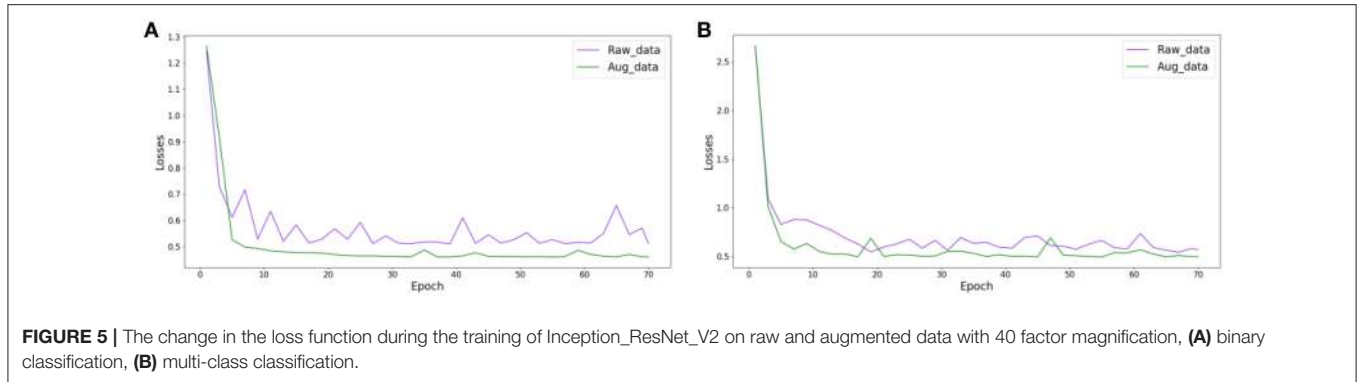 A
B
1.3
1.2
1.1
1.0
0.9
0.8
0.7
0.6
0.5
Losses
Raw_data
Aug_data
0 10 20 30 40 50 60 70
Epoch
2.5
2.0
1.5
1.0
0.5
Losses
Raw_data
Aug_data
0 10 20 30 40 50 60 70
Epoch
FIGURE 5 | The change in the loss function during the training of Inception_ResNet_V2 on raw and augmented data with 40 factor magnification, (A) binary
classification, (B) multi-class classification.